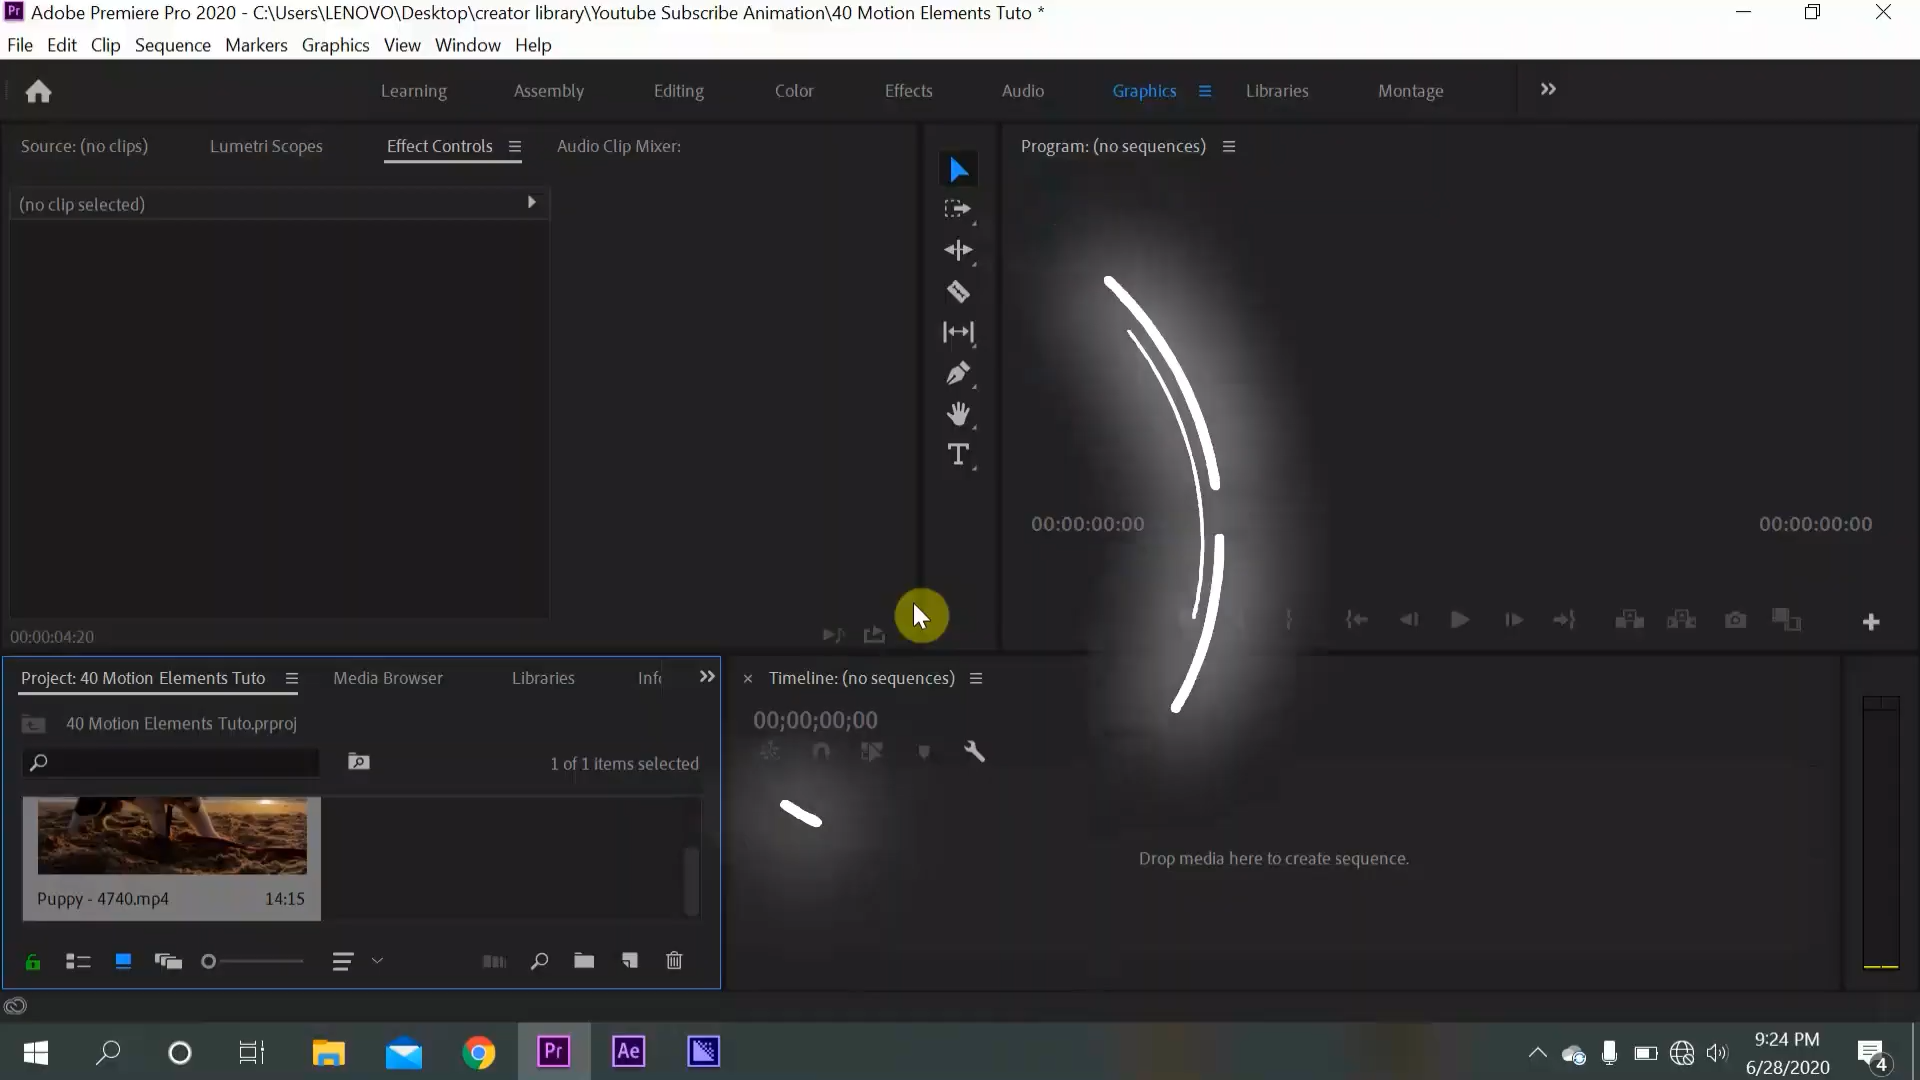 Pr Adobe Premiere Pro 2020 - C:\Users\LENOVO\Desktop\creator library\Youtube Subscribe Animation\40 Motion Elements Tuto *
File Edit Clip Sequence Markers Graphics View Window Help
Learning Assembly Editing Color Effects Audio Graphics Libraries Montage
Source: (no clips) Lumetri Scopes Effect Controls Audio Clip Mixer:
Program: (no sequences)
(no clip selected)
00:00:00:00 00:00:00:00
00:00:04:20
Project: 40 Motion Elements Tuto Media Browser Libraries Info
Timeline: (no sequences)
40 Motion Elements Tuto.prproj
00;00;00;00
1 of 1 items selected
Drop media here to create sequence.
Puppy - 4740.mp4 14:15
Pr Ae
9:24 PM
6/28/2020
4